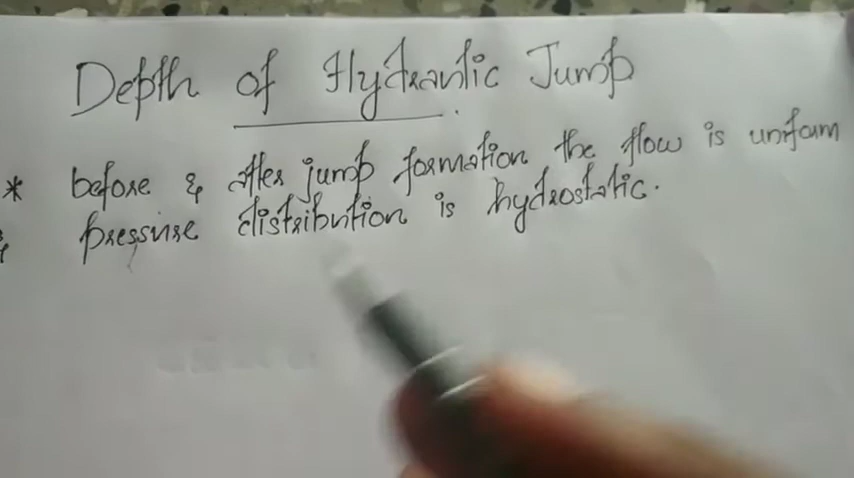 Depth of Hydraulic Jump
* before & after jump formation the flow is uniform
& pressure distribution is hydrostatic.